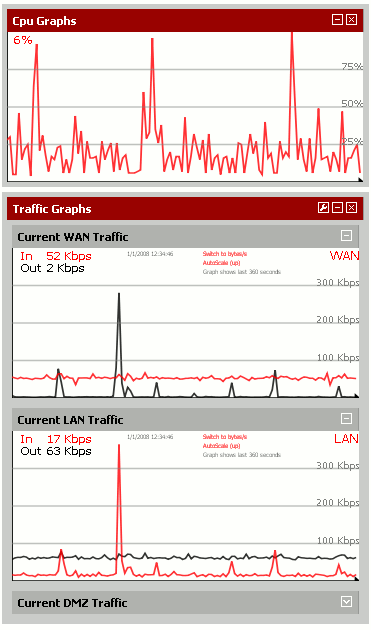 Cpu Graphs
6%
75%
50%
25%
Traffic Graphs
Current WAN Traffic
In 52 Kbps 1/1/2008 12:34:46 Switch to bytes/s WAN
Out 2 Kbps AutoScale (up)
Graph shows last 360 seconds
300 Kbps
200 Kbps
100 Kbps
Current LAN Traffic
In 17 Kbps 1/1/2008 12:34:46 Switch to bytes/s LAN
Out 63 Kbps AutoScale (up)
Graph shows last 360 seconds
300 Kbps
200 Kbps
100 Kbps
Current DMZ Traffic